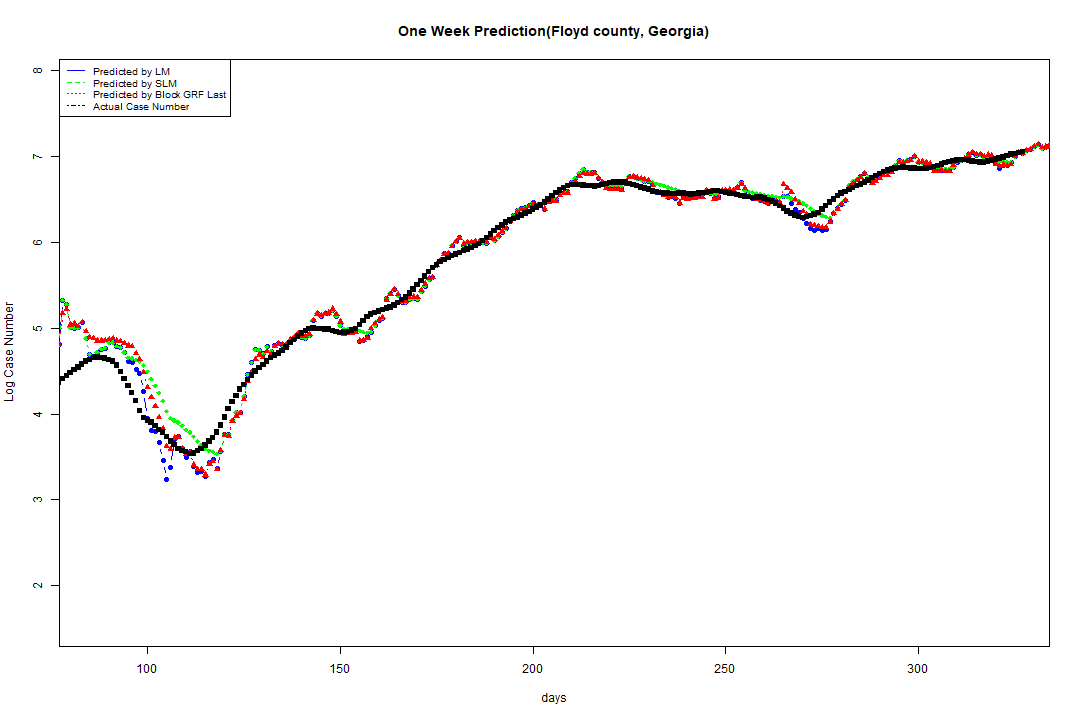 One Week Prediction(Floyd county, Georgia)
Predicted by LM
Predicted by SLM
Predicted by Block GRF Last
Actual Case Number
8
7
6
5
4
3
2
Log Case Number
100 150 200 250 300
days